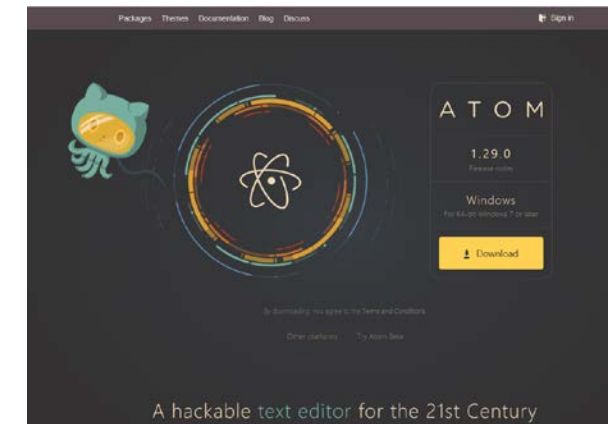 Packages Themes Documentation Blog Discuss
Sign in
ATOM
1.29.0
Release notes
Windows
For 64-bit Windows 7 or later
Download
By downloading, you agree to the Terms and Conditions.
Other platforms Try Atom Beta
A hackable text editor for the 21st Century